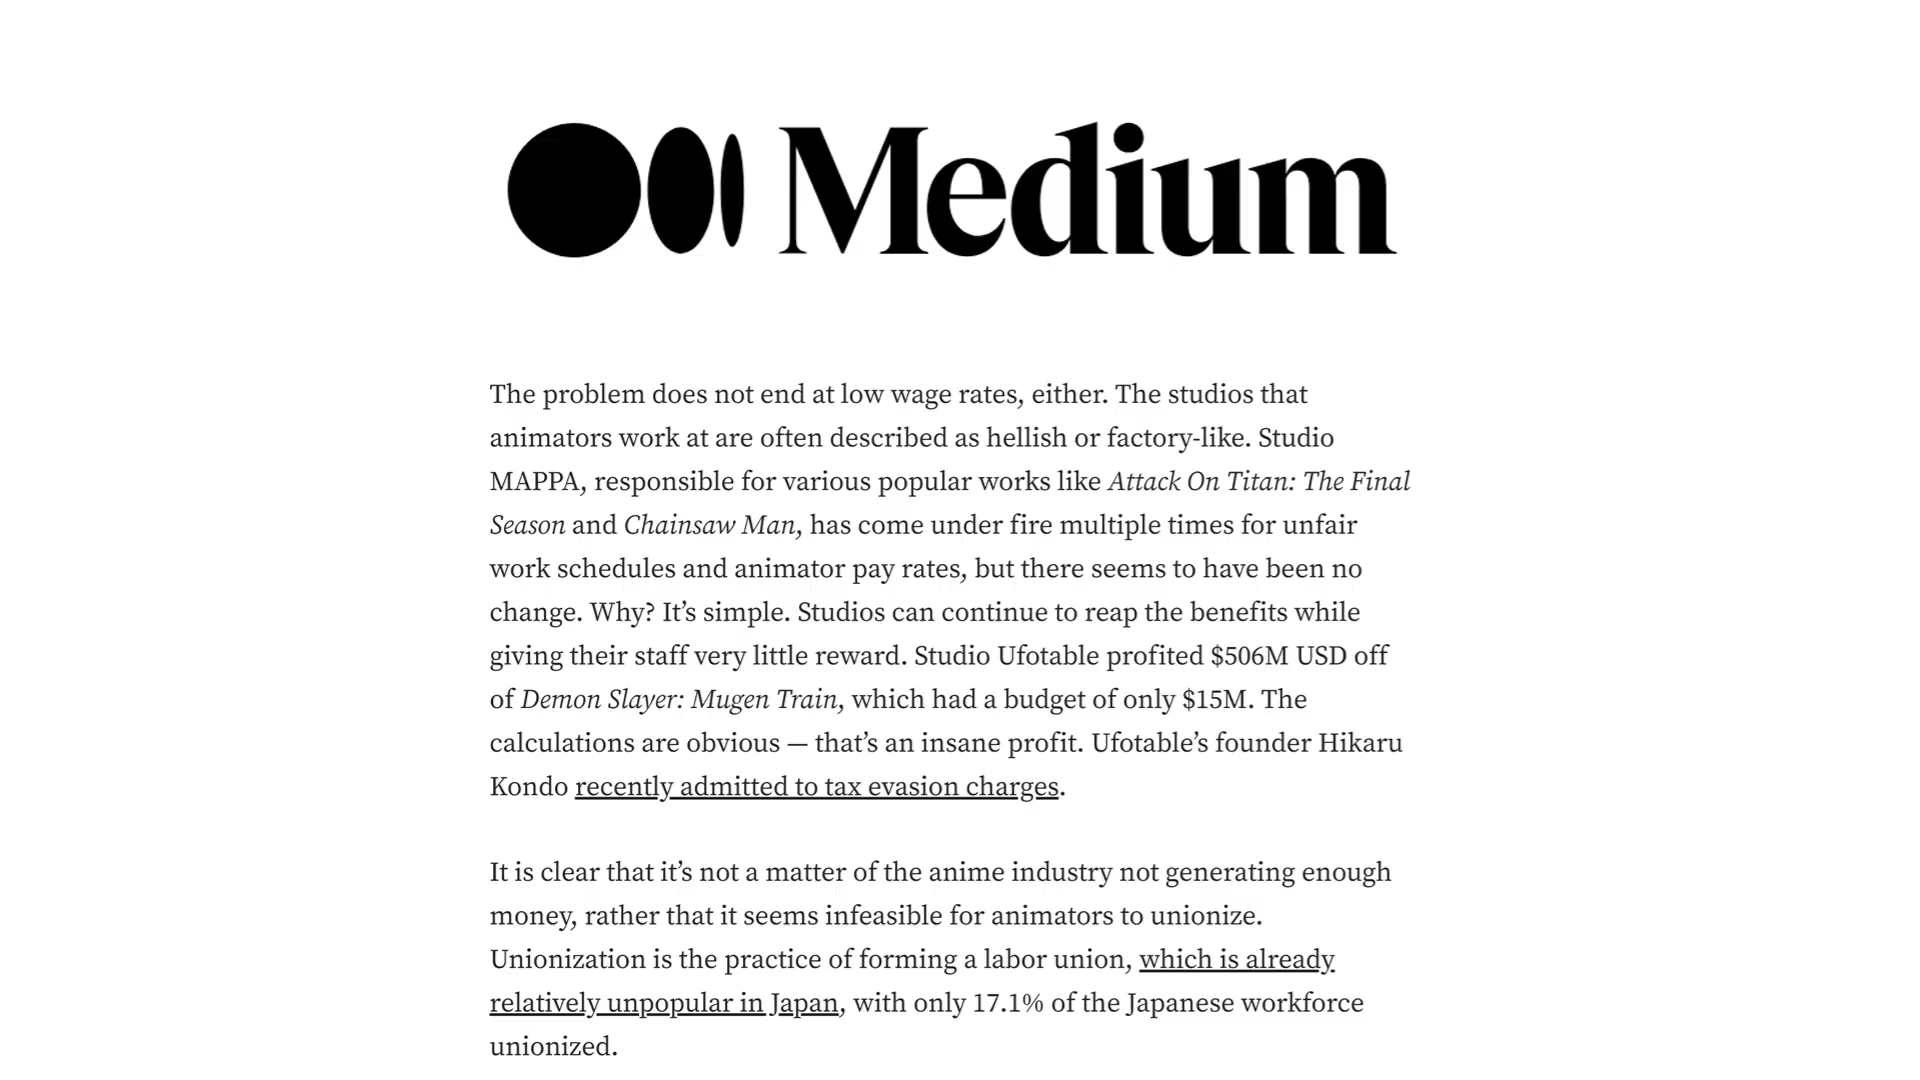 Medium
The problem does not end at low wage rates, either. The studios that
animators work at are often described as hellish or factory-like. Studio
MAPPA, responsible for various popular works like Attack On Titan: The Final
Season and Chainsaw Man, has come under fire multiple times for unfair
work schedules and animator pay rates, but there seems to have been no
change. Why? It’s simple. Studios can continue to reap the benefits while
giving their staff very little reward. Studio Ufotable profited $506M USD off
of Demon Slayer: Mugen Train, which had a budget of only $15M. The
calculations are obvious — that’s an insane profit. Ufotable’s founder Hikaru
Kondo recently admitted to tax evasion charges.
It is clear that it’s not a matter of the anime industry not generating enough
money, rather that it seems infeasible for animators to unionize.
Unionization is the practice of forming a labor union, which is already
relatively unpopular in Japan, with only 17.1% of the Japanese workforce
unionized.